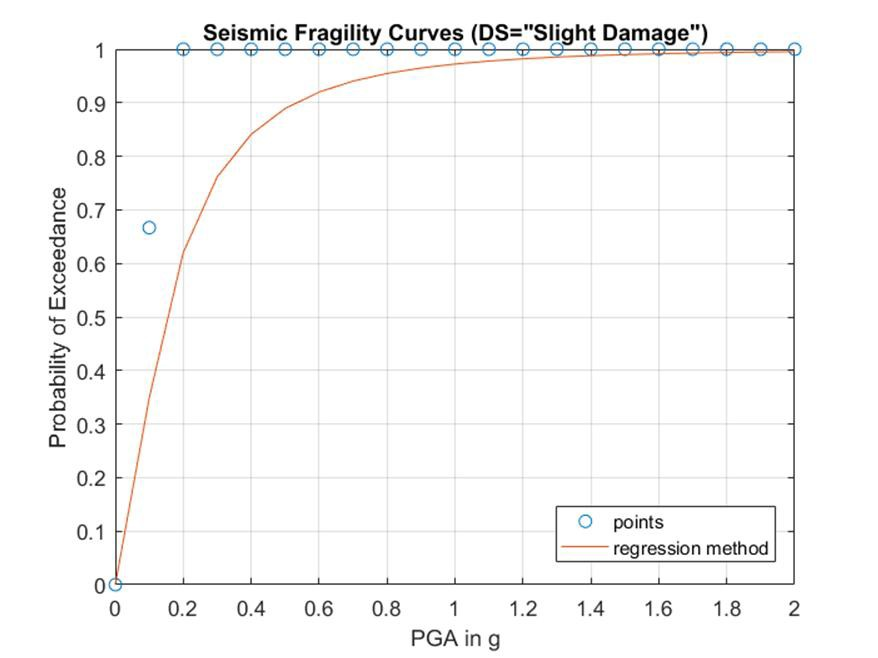 Seismic Fragility Curves (DS="Slight Damage")
1
0.9
0.8
0.7
0.6
0.5
0.4
0.3
0.2
0.1
0
Probability of Exceedance
points
regression method
0 0.2 0.4 0.6 0.8 1 1.2 1.4 1.6 1.8 2
PGA in g